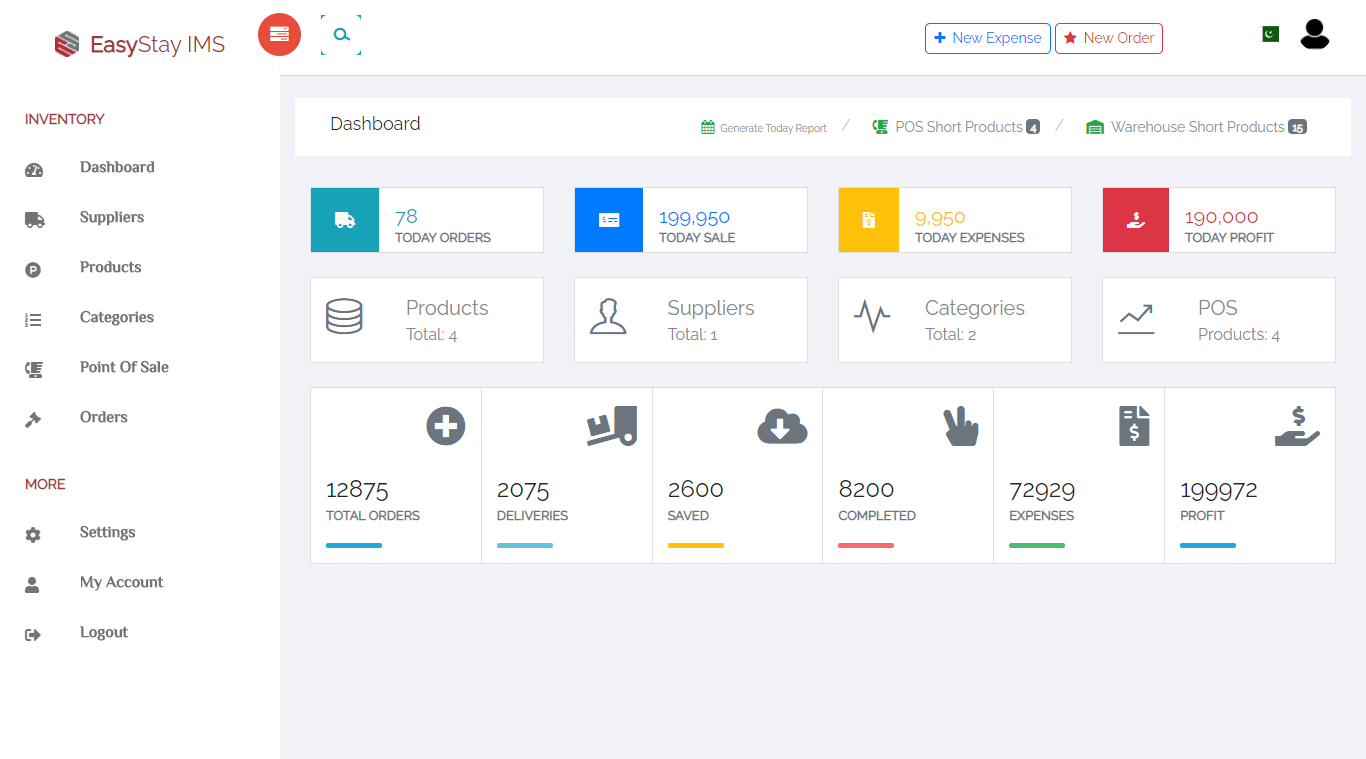 EasyStay IMS
New Expense
New Order
INVENTORY
Dashboard
Suppliers
Products
Categories
Point Of Sale
Orders
MORE
Settings
My Account
Logout
Dashboard
Generate Today Report / POS Short Products 4 / Warehouse Short Products 15
78
TODAY ORDERS
199,950
TODAY SALE
9,950
TODAY EXPENSES
190,000
TODAY PROFIT
Products
Total: 4
Suppliers
Total: 1
Categories
Total: 2
POS
Products: 4
12875
TOTAL ORDERS
2075
DELIVERIES
2600
SAVED
8200
COMPLETED
72929
EXPENSES
199972
PROFIT